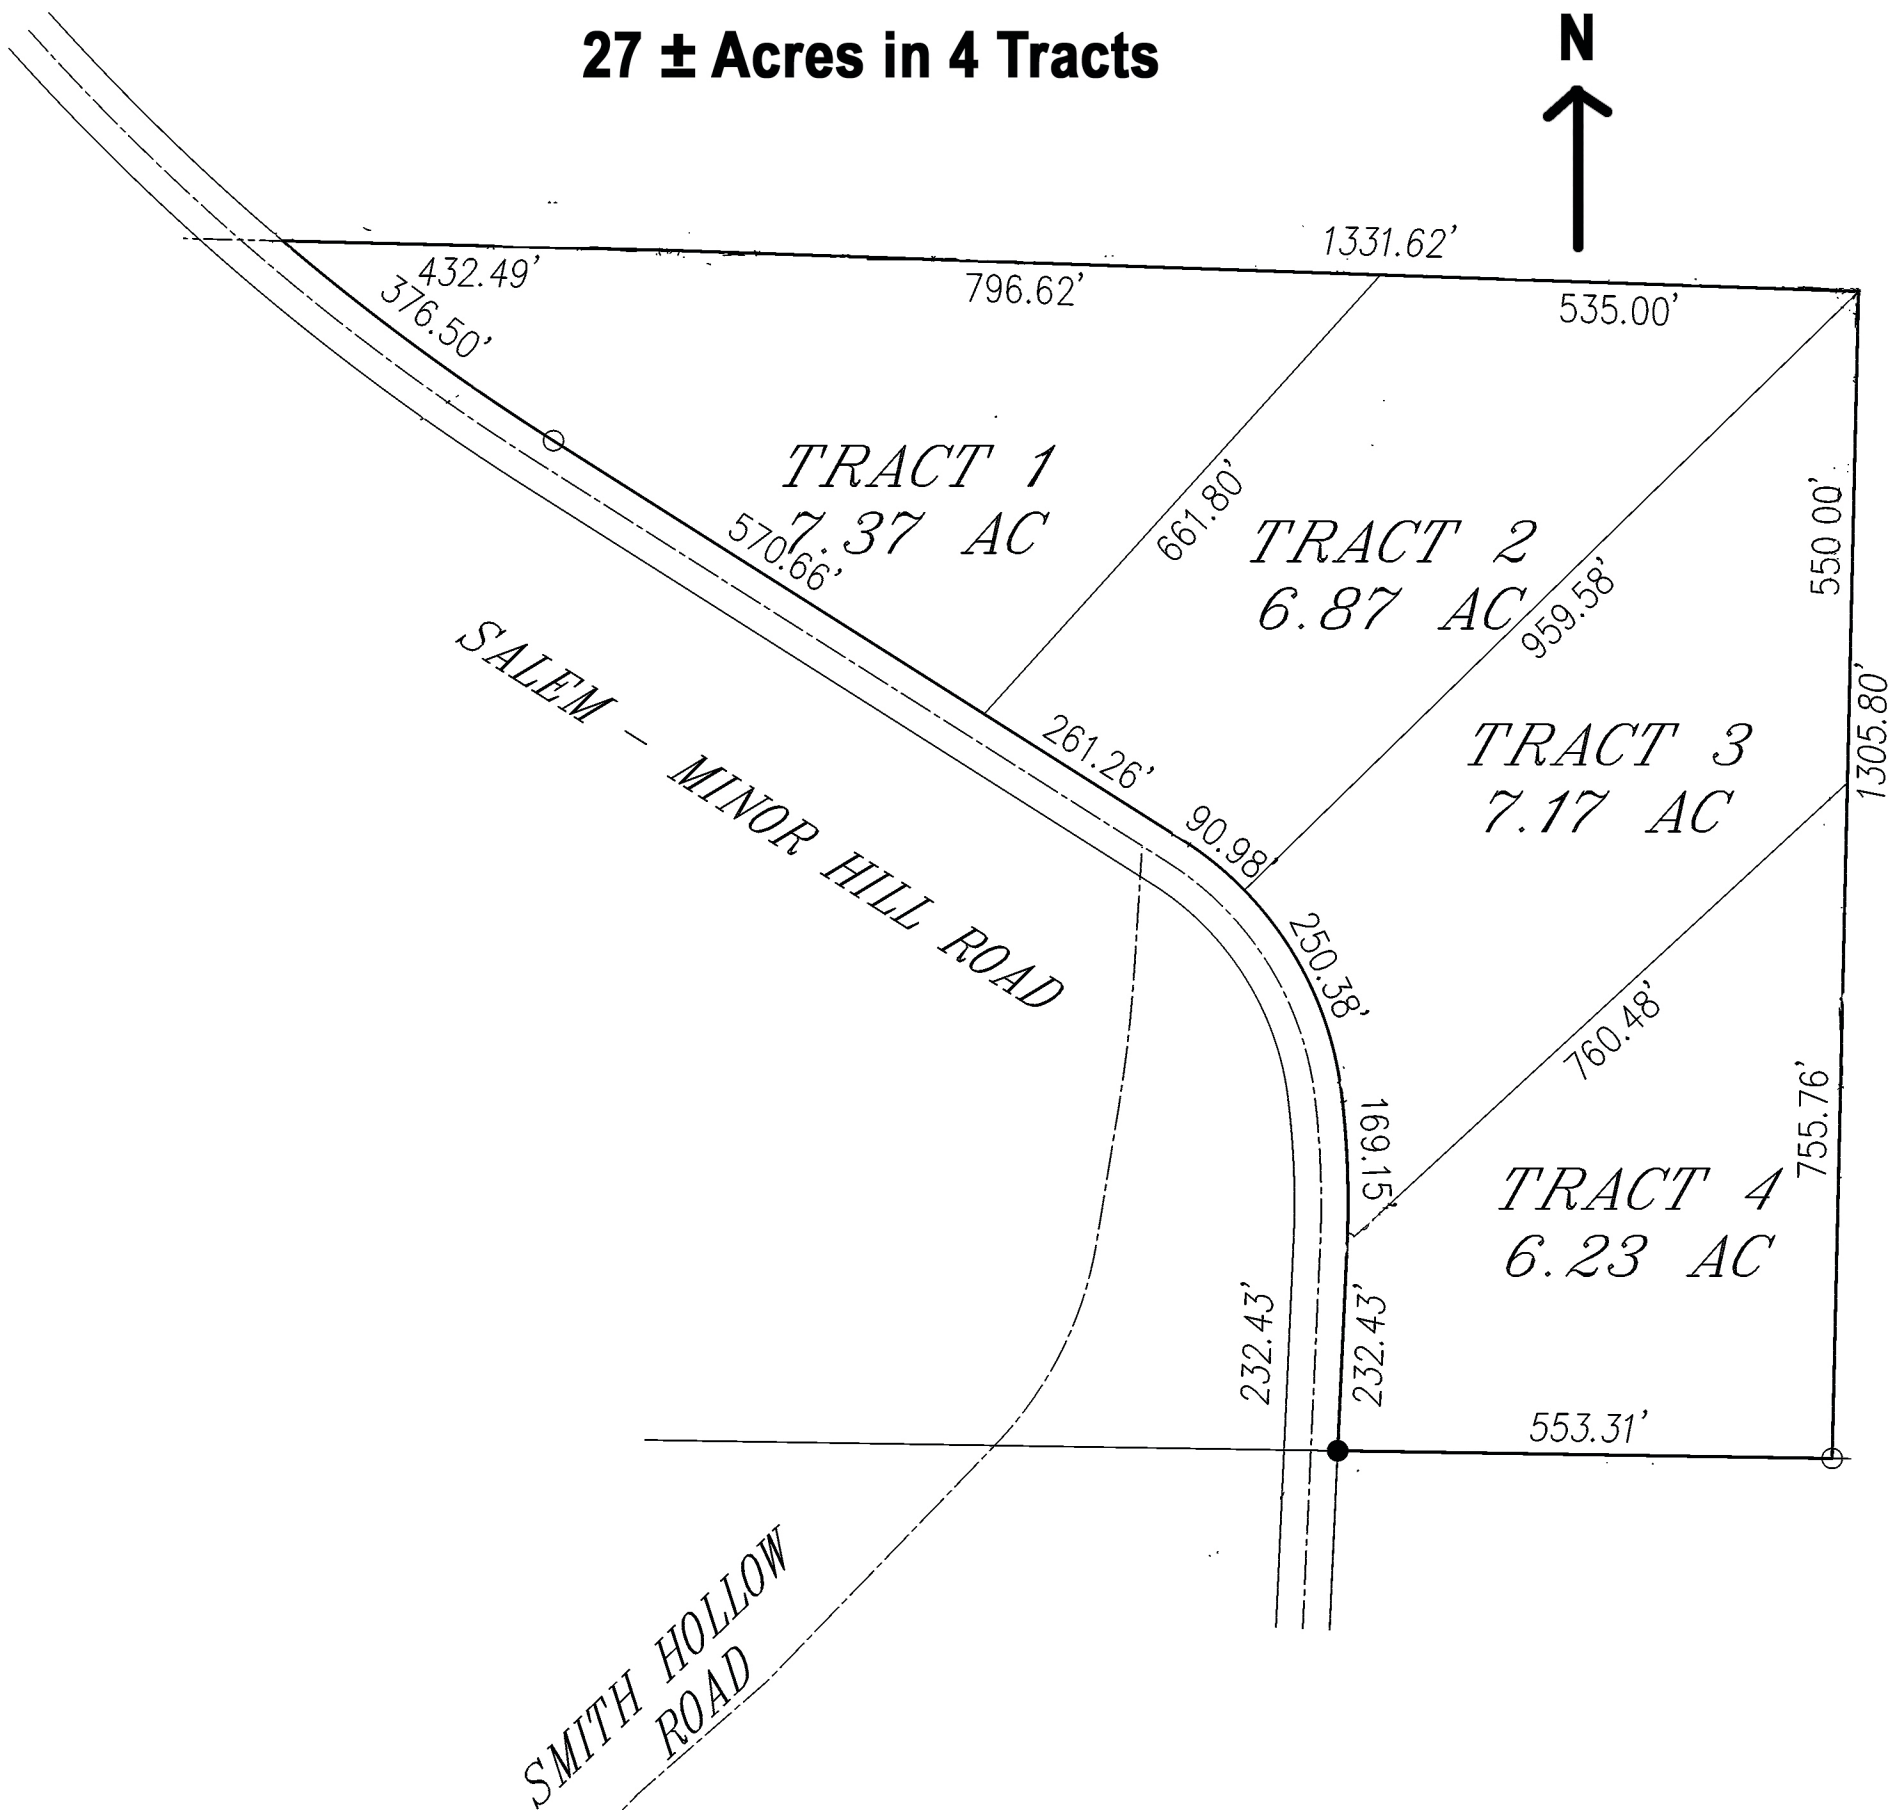 27 ± Acres in 4 Tracts
N
1331.62'
432.49'
796.62'
535.00'
376.50'
TRACT 1
7.37 AC
570.66'
661.80'
TRACT 2
6.87 AC
959.58'
550.00'
SALEM - MINOR HILL ROAD
261.26'
90.98'
TRACT 3
7.17 AC
1305.80'
250.38'
760.48'
169.15'
755.76'
TRACT 4
6.23 AC
232.43'
232.43'
553.31'
SMITH HOLLOW
ROAD